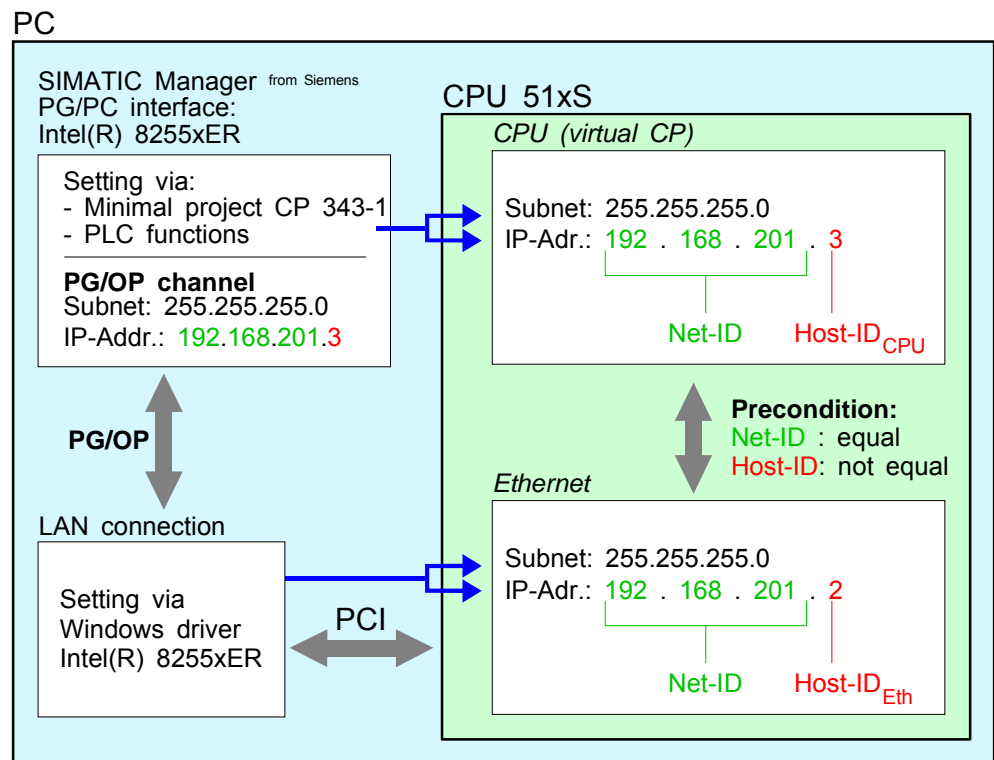 PC
SIMATIC Manager from Siemens
PG/PC interface:
Intel(R) 8255xER
Setting via:
- Minimal project CP 343-1
- PLC functions
PG/OP channel
Subnet: 255.255.255.0
IP-Addr.: 192.168.201.3
PG/OP
LAN connection
Setting via
Windows driver
Intel(R) 8255xER
PCI
CPU 51xS
CPU (virtual CP)
Subnet: 255.255.255.0
IP-Adr.: 192 . 168 . 201 . 3
Net-ID Host-ID CPU
Precondition:
Net-ID : equal
Host-ID: not equal
Ethernet
Subnet: 255.255.255.0
IP-Adr.: 192 . 168 . 201 . 2
Net-ID Host-ID Eth